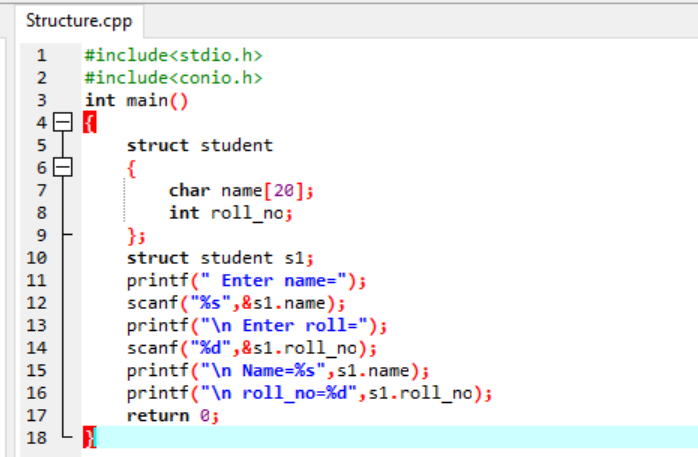 Structure.cpp
1 #include<stdio.h>
2 #include<conio.h>
3 int main()
4 {
5 struct student
6 {
7 char name[20];
8 int roll_no;
9 };
10 struct student s1;
11 printf(" Enter name=");
12 scanf("%s",&s1.name);
13 printf("\n Enter roll=");
14 scanf("%d",&s1.roll_no);
15 printf("\n Name=%s",s1.name);
16 printf("\n roll_no=%d",s1.roll_no);
17 return 0;
18 }